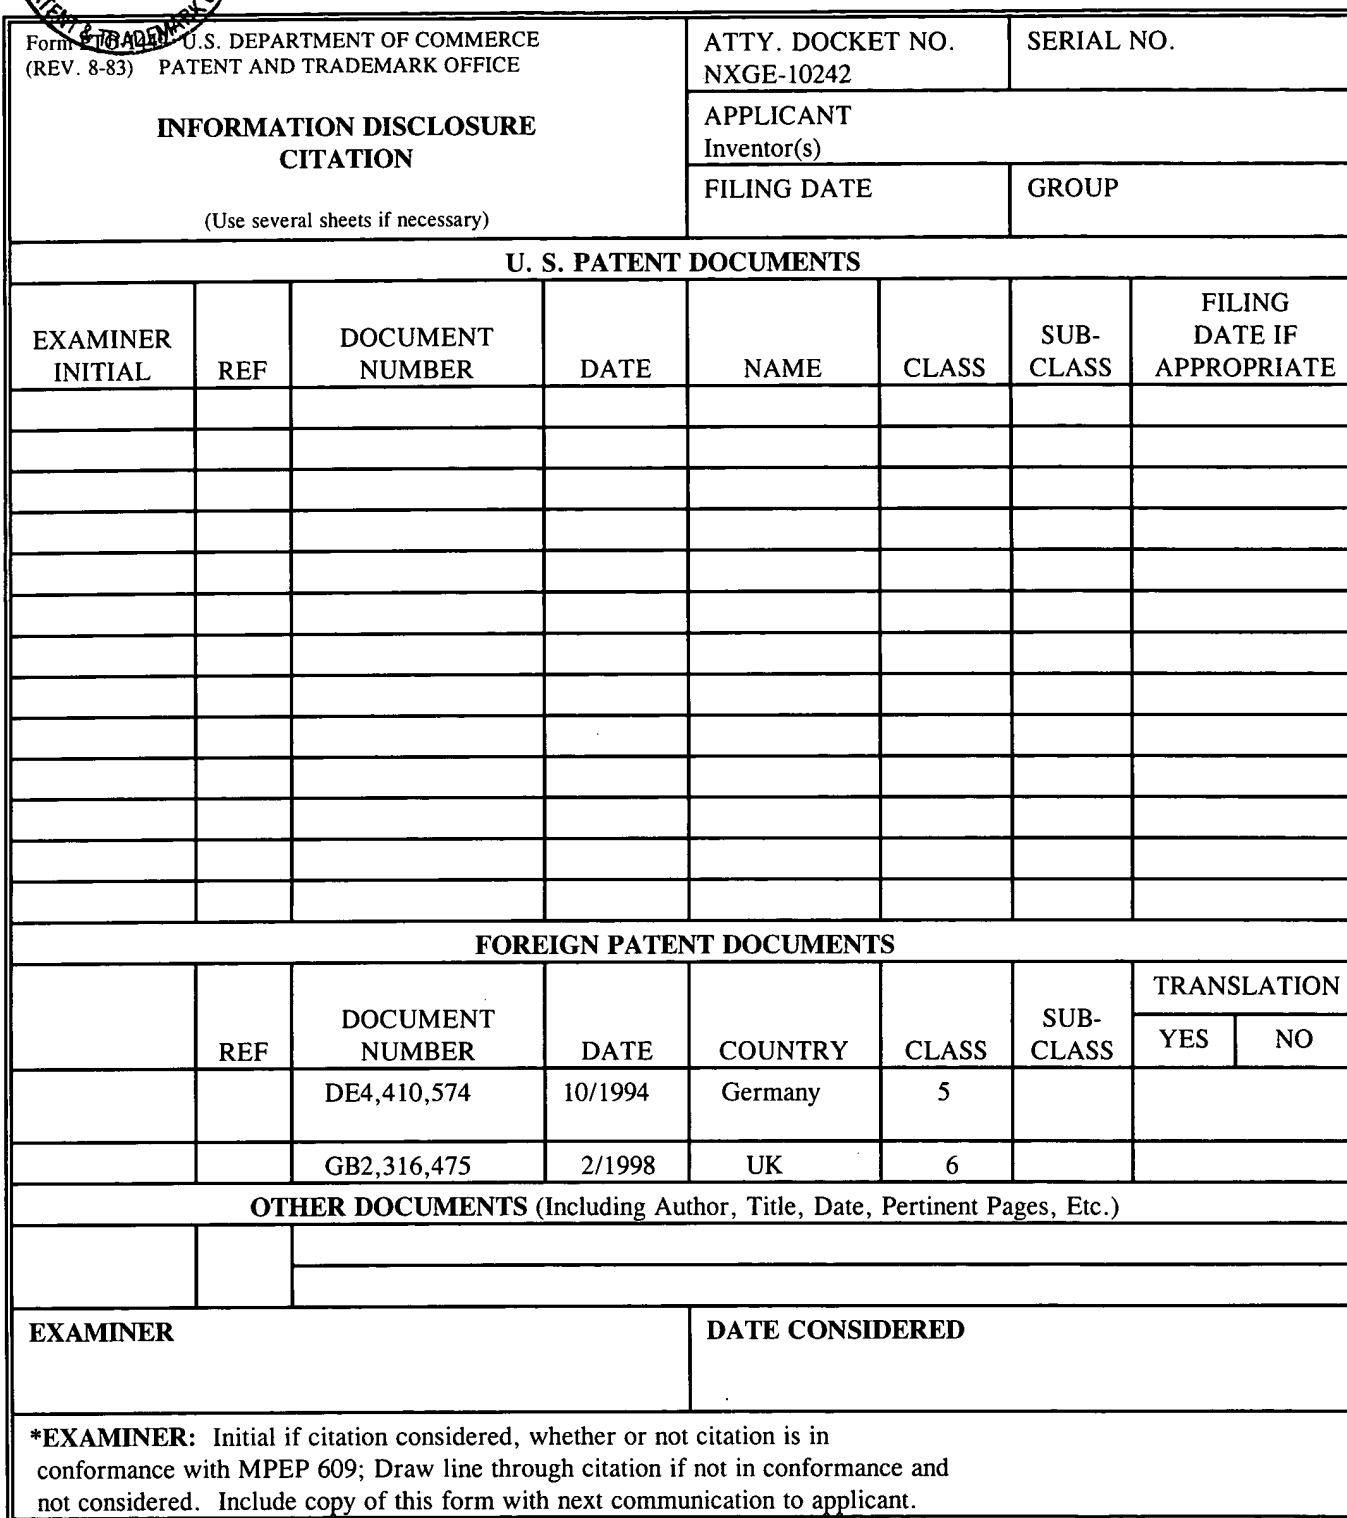 PATENT & TRADEMARK
Form PTO-1449 U.S. DEPARTMENT OF COMMERCE
(REV. 8-83) PATENT AND TRADEMARK OFFICE
INFORMATION DISCLOSURE
CITATION
(Use several sheets if necessary)
ATTY. DOCKET NO.
NXGE-10242
SERIAL NO.
APPLICANT
Inventor(s)
FILING DATE
GROUP
U. S. PATENT DOCUMENTS
EXAMINER
INITIAL
REF
DOCUMENT
NUMBER
DATE
NAME
CLASS
SUB-
CLASS
FILING
DATE IF
APPROPRIATE
FOREIGN PATENT DOCUMENTS
REF
DOCUMENT
NUMBER
DATE
COUNTRY
CLASS
SUB-
CLASS
TRANSLATION
YES
NO
DE4,410,574 10/1994 Germany 5
GB2,316,475 2/1998 UK 6
OTHER DOCUMENTS (Including Author, Title, Date, Pertinent Pages, Etc.)
EXAMINER
DATE CONSIDERED
*EXAMINER: Initial if citation considered, whether or not citation is in
conformance with MPEP 609; Draw line through citation if not in conformance and
not considered. Include copy of this form with next communication to applicant.